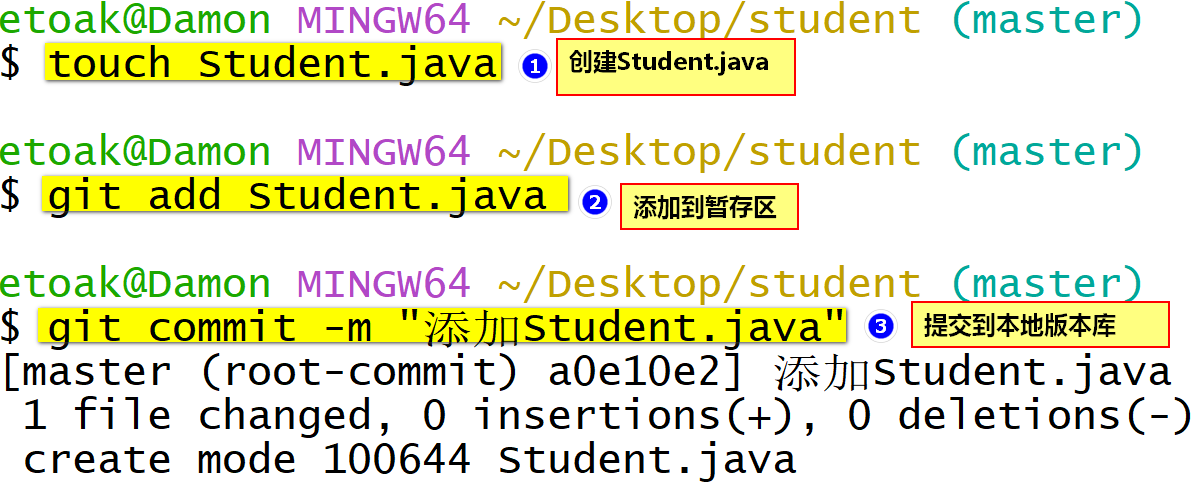 etoak@Damon MINGW64 ~/Desktop/student (master)
$ touch Student.java 1 创建Student.java
etoak@Damon MINGW64 ~/Desktop/student (master)
$ git add Student.java 2 添加到暂存区
etoak@Damon MINGW64 ~/Desktop/student (master)
$ git commit -m "添加Student.java" 3 提交到本地版本库
[master (root-commit) a0e10e2] 添加Student.java
1 file changed, 0 insertions(+), 0 deletions(-)
create mode 100644 Student.java